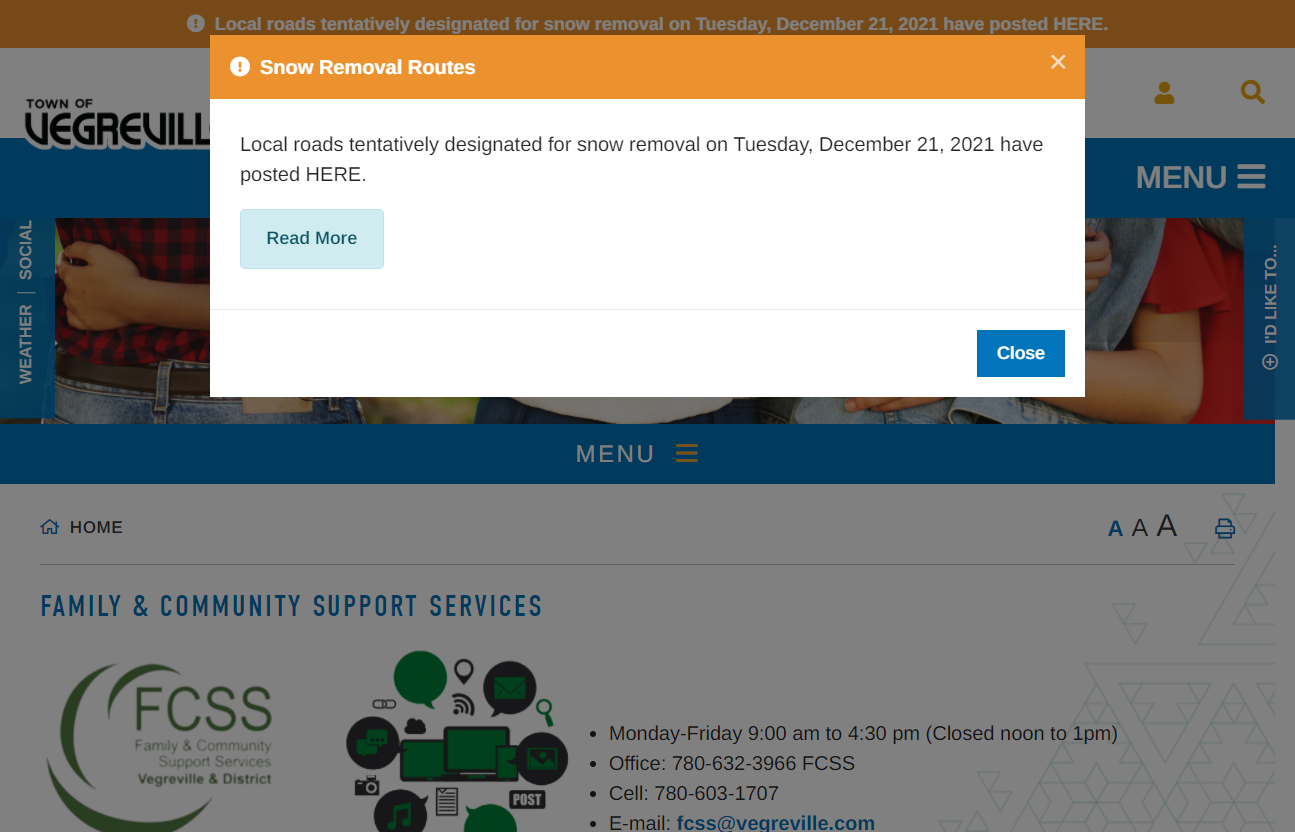 Local roads tentatively designated for snow removal on Tuesday, December 21, 2021 have posted HERE.
Snow Removal Routes
×
TOWN OF
VEGREVILL
Local roads tentatively designated for snow removal on Tuesday, December 21, 2021 have
posted HERE.
Read More
Close
MENU
WEATHER | SOCIAL
I'D LIKE TO...
MENU
HOME
A A A
FAMILY & COMMUNITY SUPPORT SERVICES
FCSS
Family & Community
Support Services
Vegreville & District
POST
• Monday-Friday 9:00 am to 4:30 pm (Closed noon to 1pm)
• Office: 780-632-3966 FCSS
• Cell: 780-603-1707
• E-mail: fcss@vegreville.com